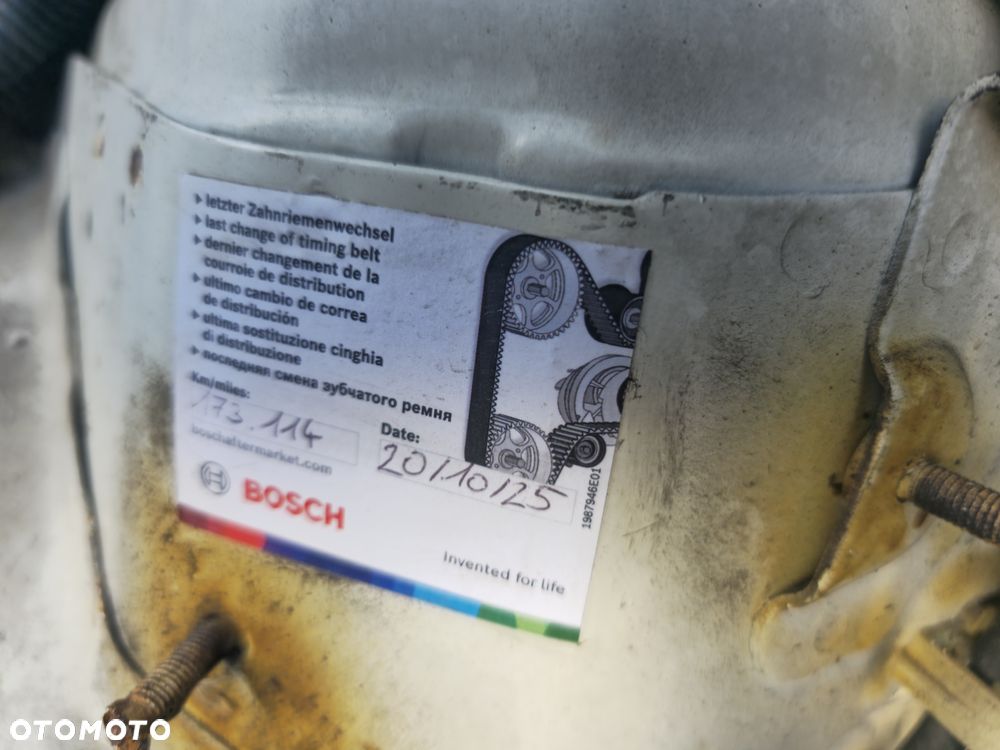 ▸ letzter Zahnriemenwechsel
▸ last change of timing belt
▸ dernier changement de la
courroie de distribution
▸ ultimo cambio de correa
de distribución
▸ ultima sostituzione cinghia
di distribuzione
▸ последняя смена зубчатого ремня
Km/miles:
173.114
Date:
20/10/25
boschaftermarket.com
BOSCH
Invented for life
1987946E01
OTOMOTO